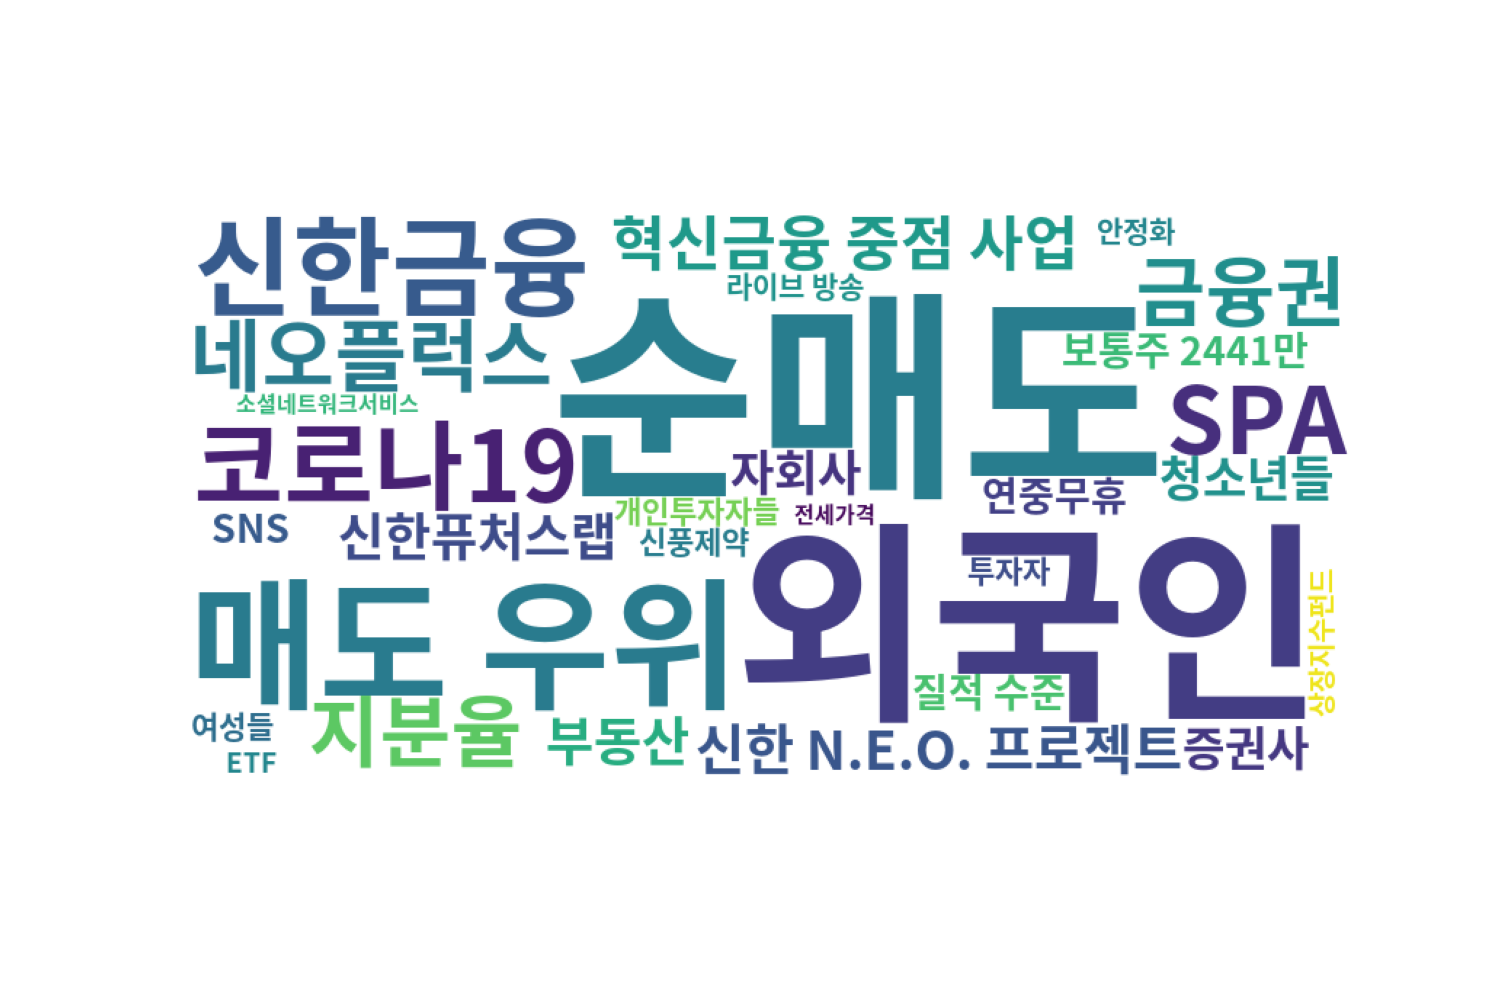 신한금융
혁신금융 중점 사업
안정화
금융권
라이브 방송
순매도
네오플럭스
보통주 2441만
SPA
소셜네트워크서비스
코로나19
자회사
청소년들
연중무휴
개인투자자들
전세가격
SNS
신한퓨처스랩
신풍제약
외국인
투자자
상장지수펀드
매도 우위
질적 수준
여성들
지분율
부동산
신한 N.E.O. 프로젝트
증권사
ETF